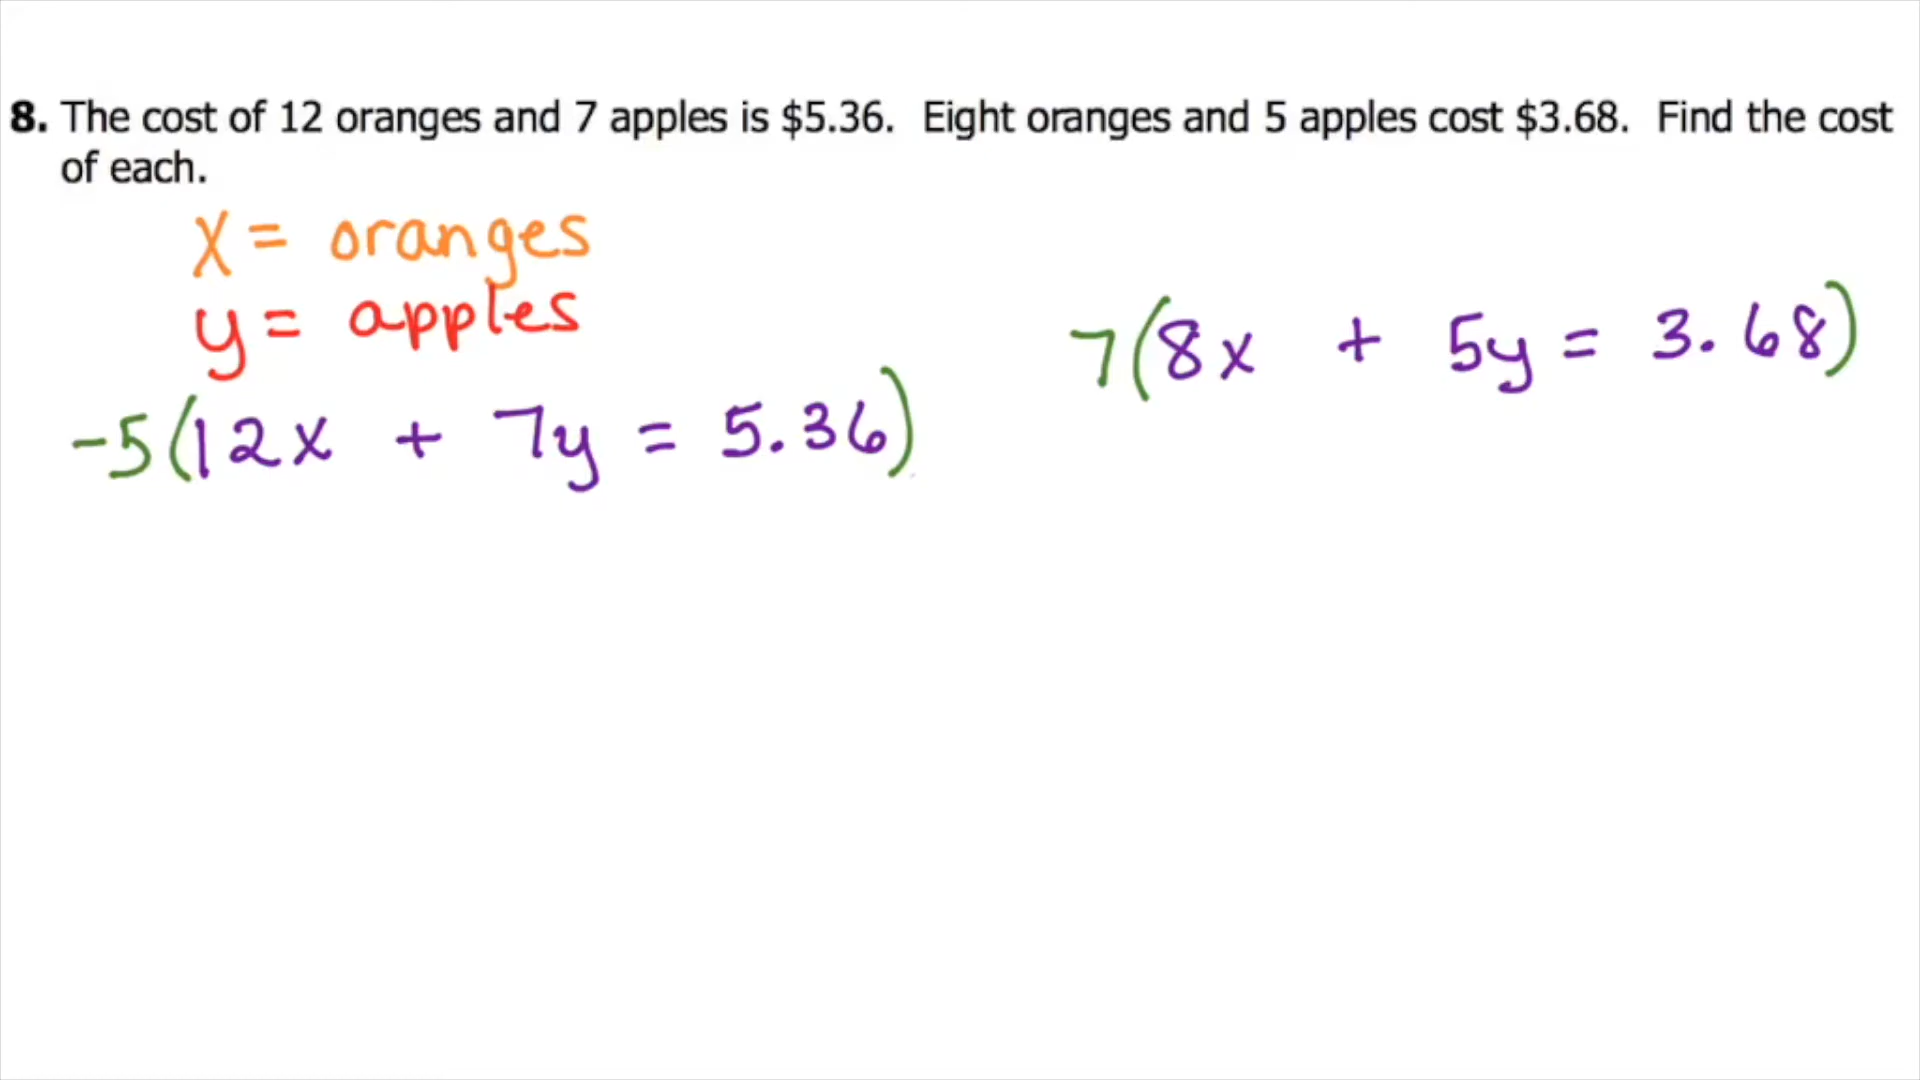 8. The cost of 12 oranges and 7 apples is $5.36. Eight oranges and 5 apples cost $3.68. Find the cost
of each.
x = oranges
y = apples
7(8x + 5y = 3.68)
-5(12x + 7y = 5.36)